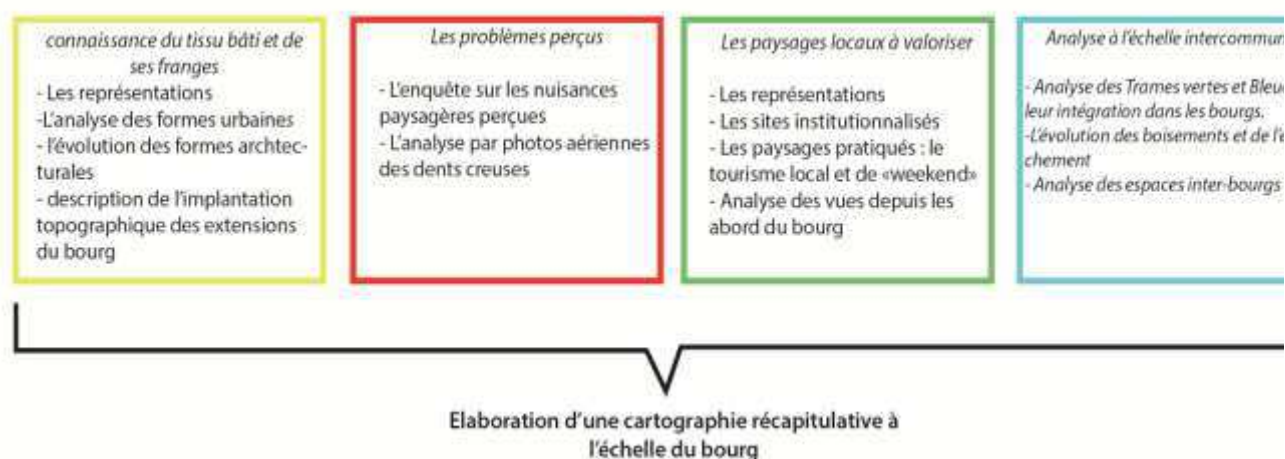 connaissance du tissu bâti et de
ses franges
- Les représentations
-L'analyse des formes urbaines
- l'évolution des formes archtec-
turales
- description de l'implantation
topographique des extensions
du bourg
Les problèmes perçus
- L'enquête sur les nuisances
paysagères perçues
- L'analyse par photos aériennes
des dents creuses
Les paysages locaux à valoriser
- Les représentations
- Les sites institutionnalisés
- Les paysages pratiqués : le
tourisme local et de «weekend»
- Analyse des vues depuis les
abord du bourg
Analyse à l'échelle
- Analyse des Trames vertes et
leur intégration dans les bourgs.
-L'évolution des boisements et de
chement
- Analyse des espaces inter-bourgs
Elaboration d'une cartographie récapitulative à
l'échelle du bourg